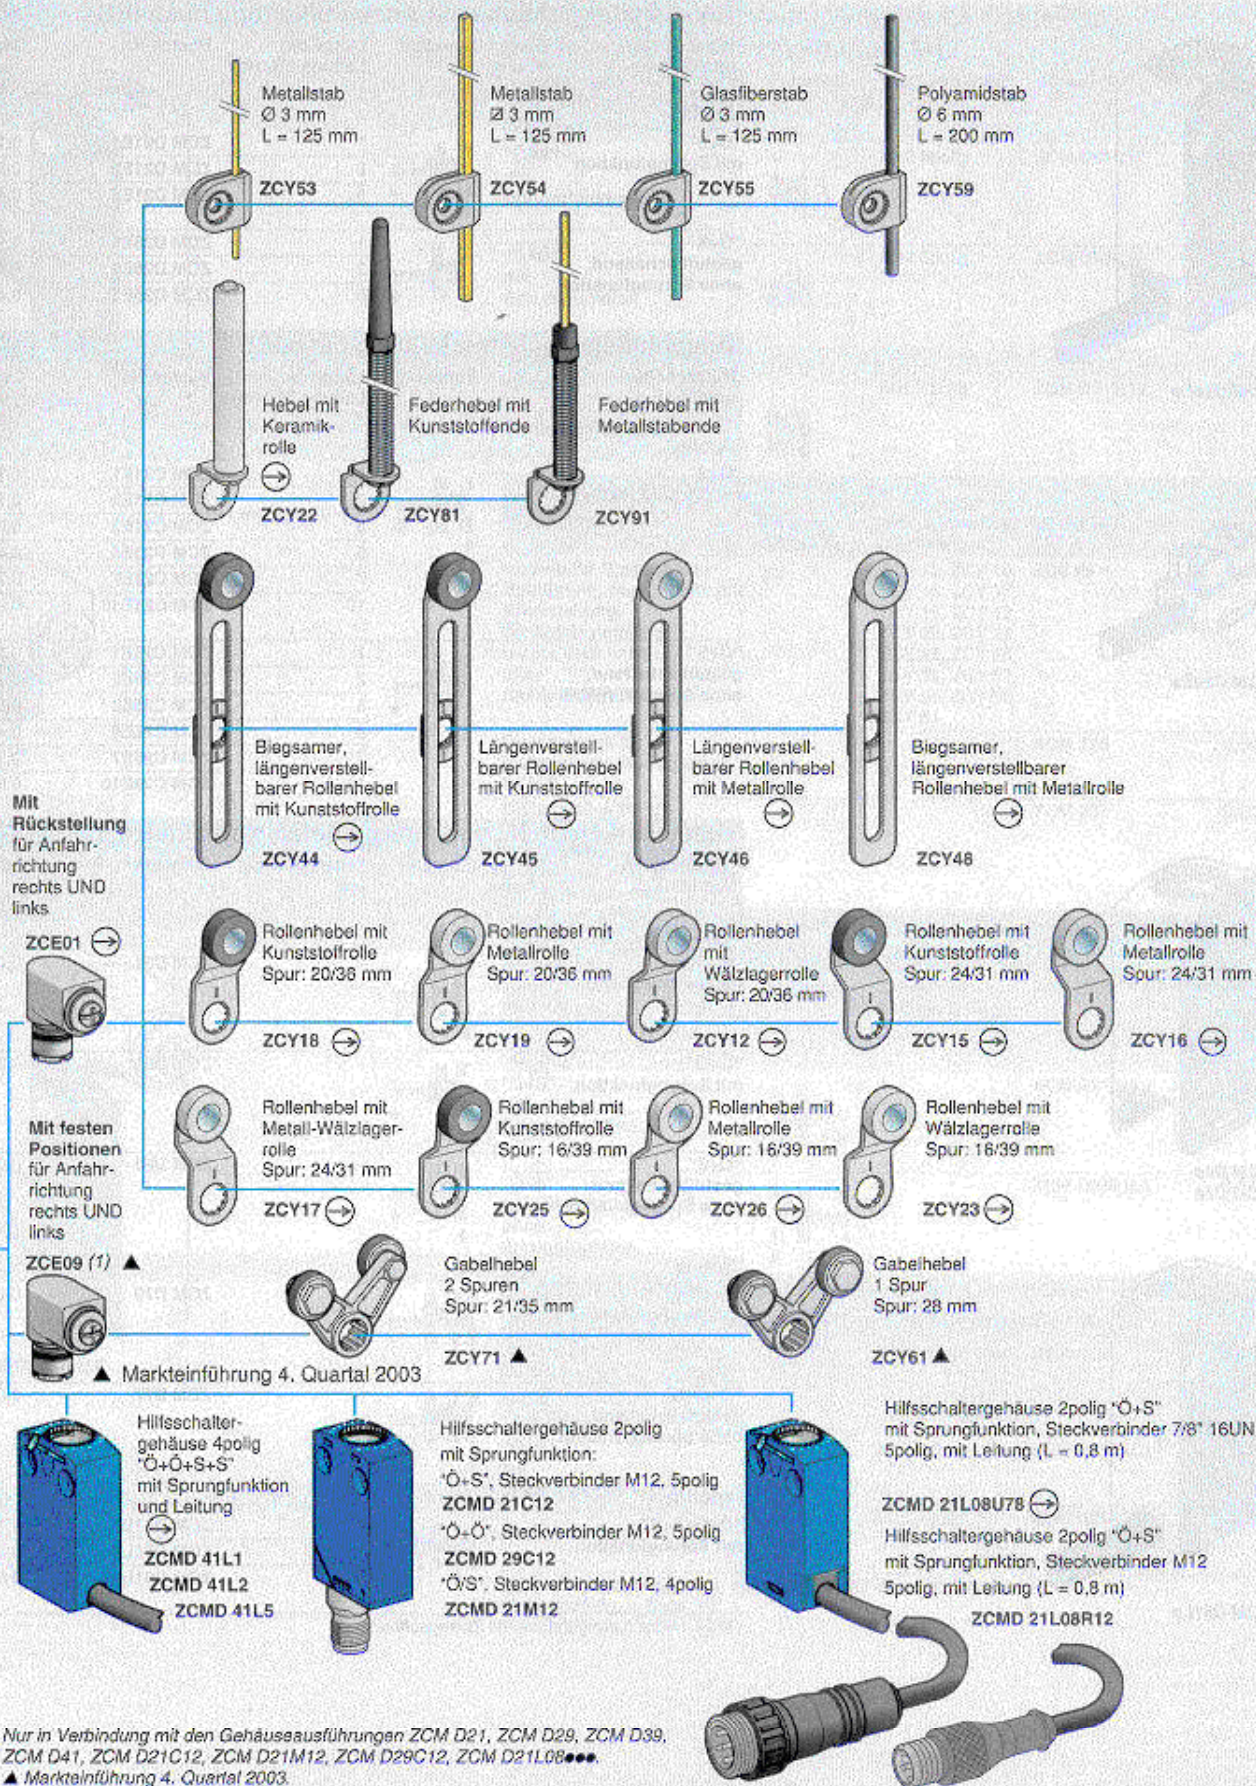 Metallstab
Ø 3 mm
L = 125 mm
ZCY53
Metallstab
⍁ 3 mm
L = 125 mm
ZCY54
Glasfiberstab
Ø 3 mm
L = 125 mm
ZCY55
Polyamidstab
Ø 6 mm
L = 200 mm
ZCY59
Hebel mit
Keramik-
rolle
ZCY22
Federhebel mit
Kunststoffende
ZCY81
Federhebel mit
Metallstabende
ZCY91
Biegsamer,
längenverstell-
barer Rollenhebel
mit Kunststoffrolle
ZCY44
Längenverstell-
barer Rollenhebel
mit Kunststoffrolle
ZCY45
Längenverstell-
barer Rollenhebel
mit Metallrolle
ZCY46
Biegsamer,
längenverstellbarer
Rollenhebel mit Metallrolle
ZCY48
Mit
Rückstellung
für Anfahr-
richtung
rechts UND
links
ZCE01
Rollenhebel mit
Kunststoffrolle
Spur: 20/36 mm
ZCY18
Rollenhebel mit
Metallrolle
Spur: 20/36 mm
ZCY19
Rollenhebel
mit
Wälzlagerrolle
Spur: 20/36 mm
ZCY12
Rollenhebel mit
Kunststoffrolle
Spur: 24/31 mm
ZCY15
Rollenhebel mit
Metallrolle
Spur: 24/31 mm
ZCY16
Mit festen
Positionen
für Anfahr-
richtung
rechts UND
links
ZCE09 (1) ▲
Rollenhebel mit
Metall-Wälzlager-
rolle
Spur: 24/31 mm
ZCY17
Rollenhebel mit
Kunststoffrolle
Spur: 16/39 mm
ZCY25
Rollenhebel mit
Metallrolle
Spur: 16/39 mm
ZCY26
Rollenhebel mit
Wälzlagerrolle
Spur: 16/39 mm
ZCY23
Gabelhebel
2 Spuren
Spur: 21/35 mm
ZCY71 ▲
Gabelhebel
1 Spur
Spur: 28 mm
ZCY61 ▲
▲ Markteinführung 4. Quartal 2003
Hilfsschalter-
gehäuse 4polig
"Ö+Ö+S+S"
mit Sprungfunktion
und Leitung
ZCMD 41L1
ZCMD 41L2
ZCMD 41L5
Hilfsschaltergehäuse 2polig
mit Sprungfunktion:
"Ö+S", Steckverbinder M12, 5polig
ZCMD 21C12
"Ö+Ö", Steckverbinder M12, 5polig
ZCMD 29C12
"Ö/S". Steckverbinder M12, 4polig
ZCMD 21M12
Hilfsschaltergehäuse 2polig "Ö+S"
mit Sprungfunktion, Steckverbinder 7/8" 16UN
5polig, mit Leitung (L = 0,8 m)
ZCMD 21L08U78
Hilfsschaltergehäuse 2polig "Ö+S"
mit Sprungfunktion, Steckverbinder M12
5polig, mit Leitung (L = 0.8 m)
ZCMD 21L08R12
Nur in Verbindung mit den Gehäuseausführungen ZCM D21, ZCM D29, ZCM D39,
ZCM D41, ZCM D21C12, ZCM D21M12, ZCM D29C12, ZCM D21L08●●●.
▲ Markteinführung 4. Quartal 2003.